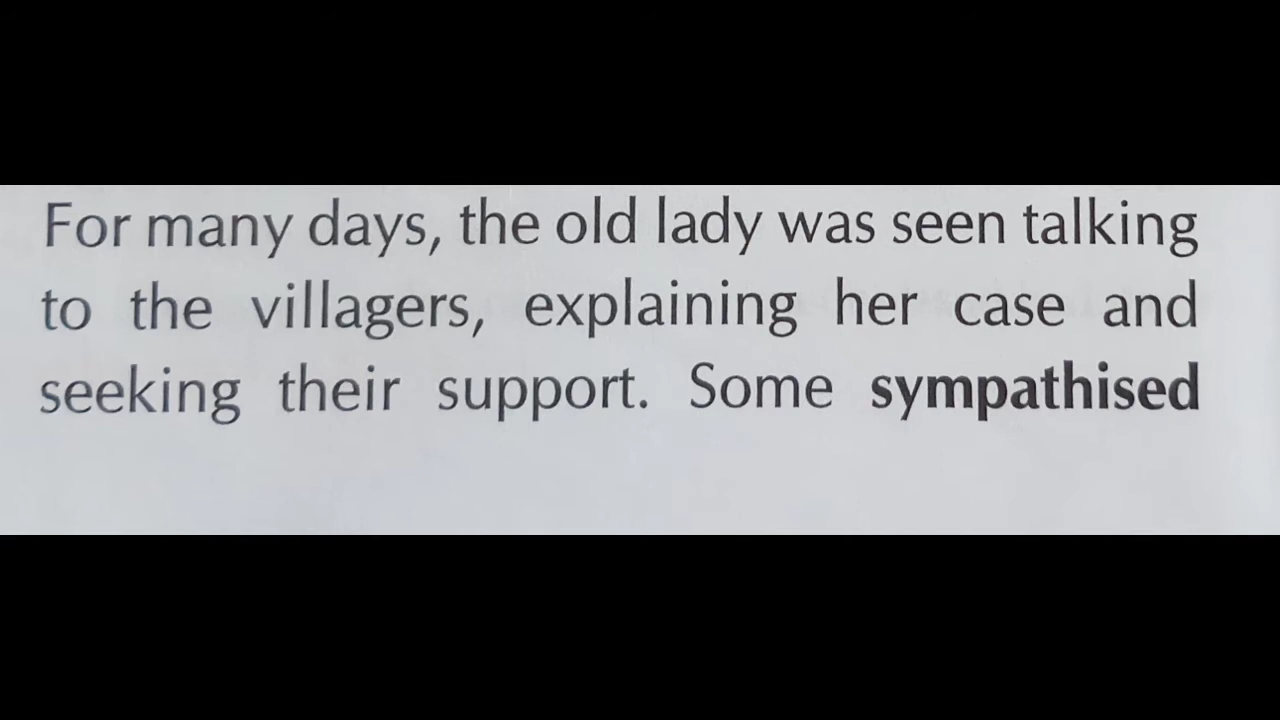 For many days, the old lady was seen talking
to the villagers, explaining her case and
seeking their support. Some sympathised